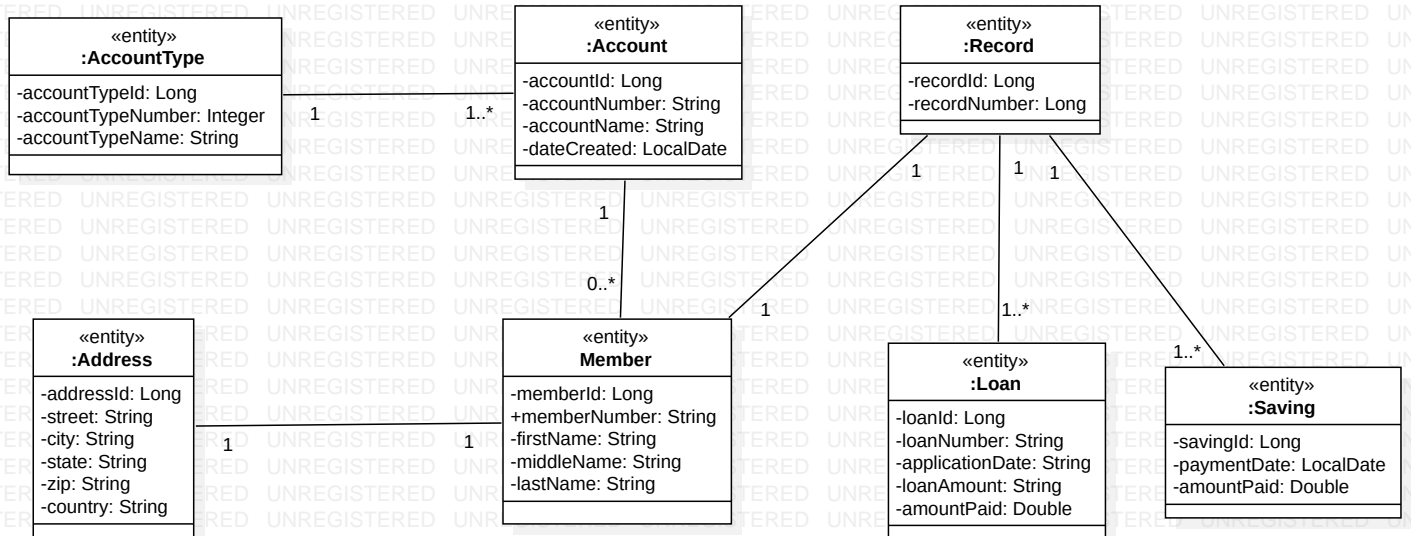 «entity»
:AccountType
-accountTypeId: Long
-accountTypeNumber: Integer
-accountTypeName: String
1
1..*
«entity»
:Account
-accountId: Long
-accountNumber: String
-accountName: String
-dateCreated: LocalDate
«entity»
:Record
-recordId: Long
-recordNumber: Long
1
0..*
1
1
1
1
1..*
1..*
«entity»
:Address
-addressId: Long
-street: String
-city: String
-state: String
-zip: String
-country: String
1
1
«entity»
Member
-memberId: Long
+memberNumber: String
-firstName: String
-middleName: String
-lastName: String
«entity»
:Loan
-loanId: Long
-loanNumber: String
-applicationDate: String
-loanAmount: String
-amountPaid: Double
«entity»
:Saving
-savingId: Long
-paymentDate: LocalDate
-amountPaid: Double
UNREGISTERED